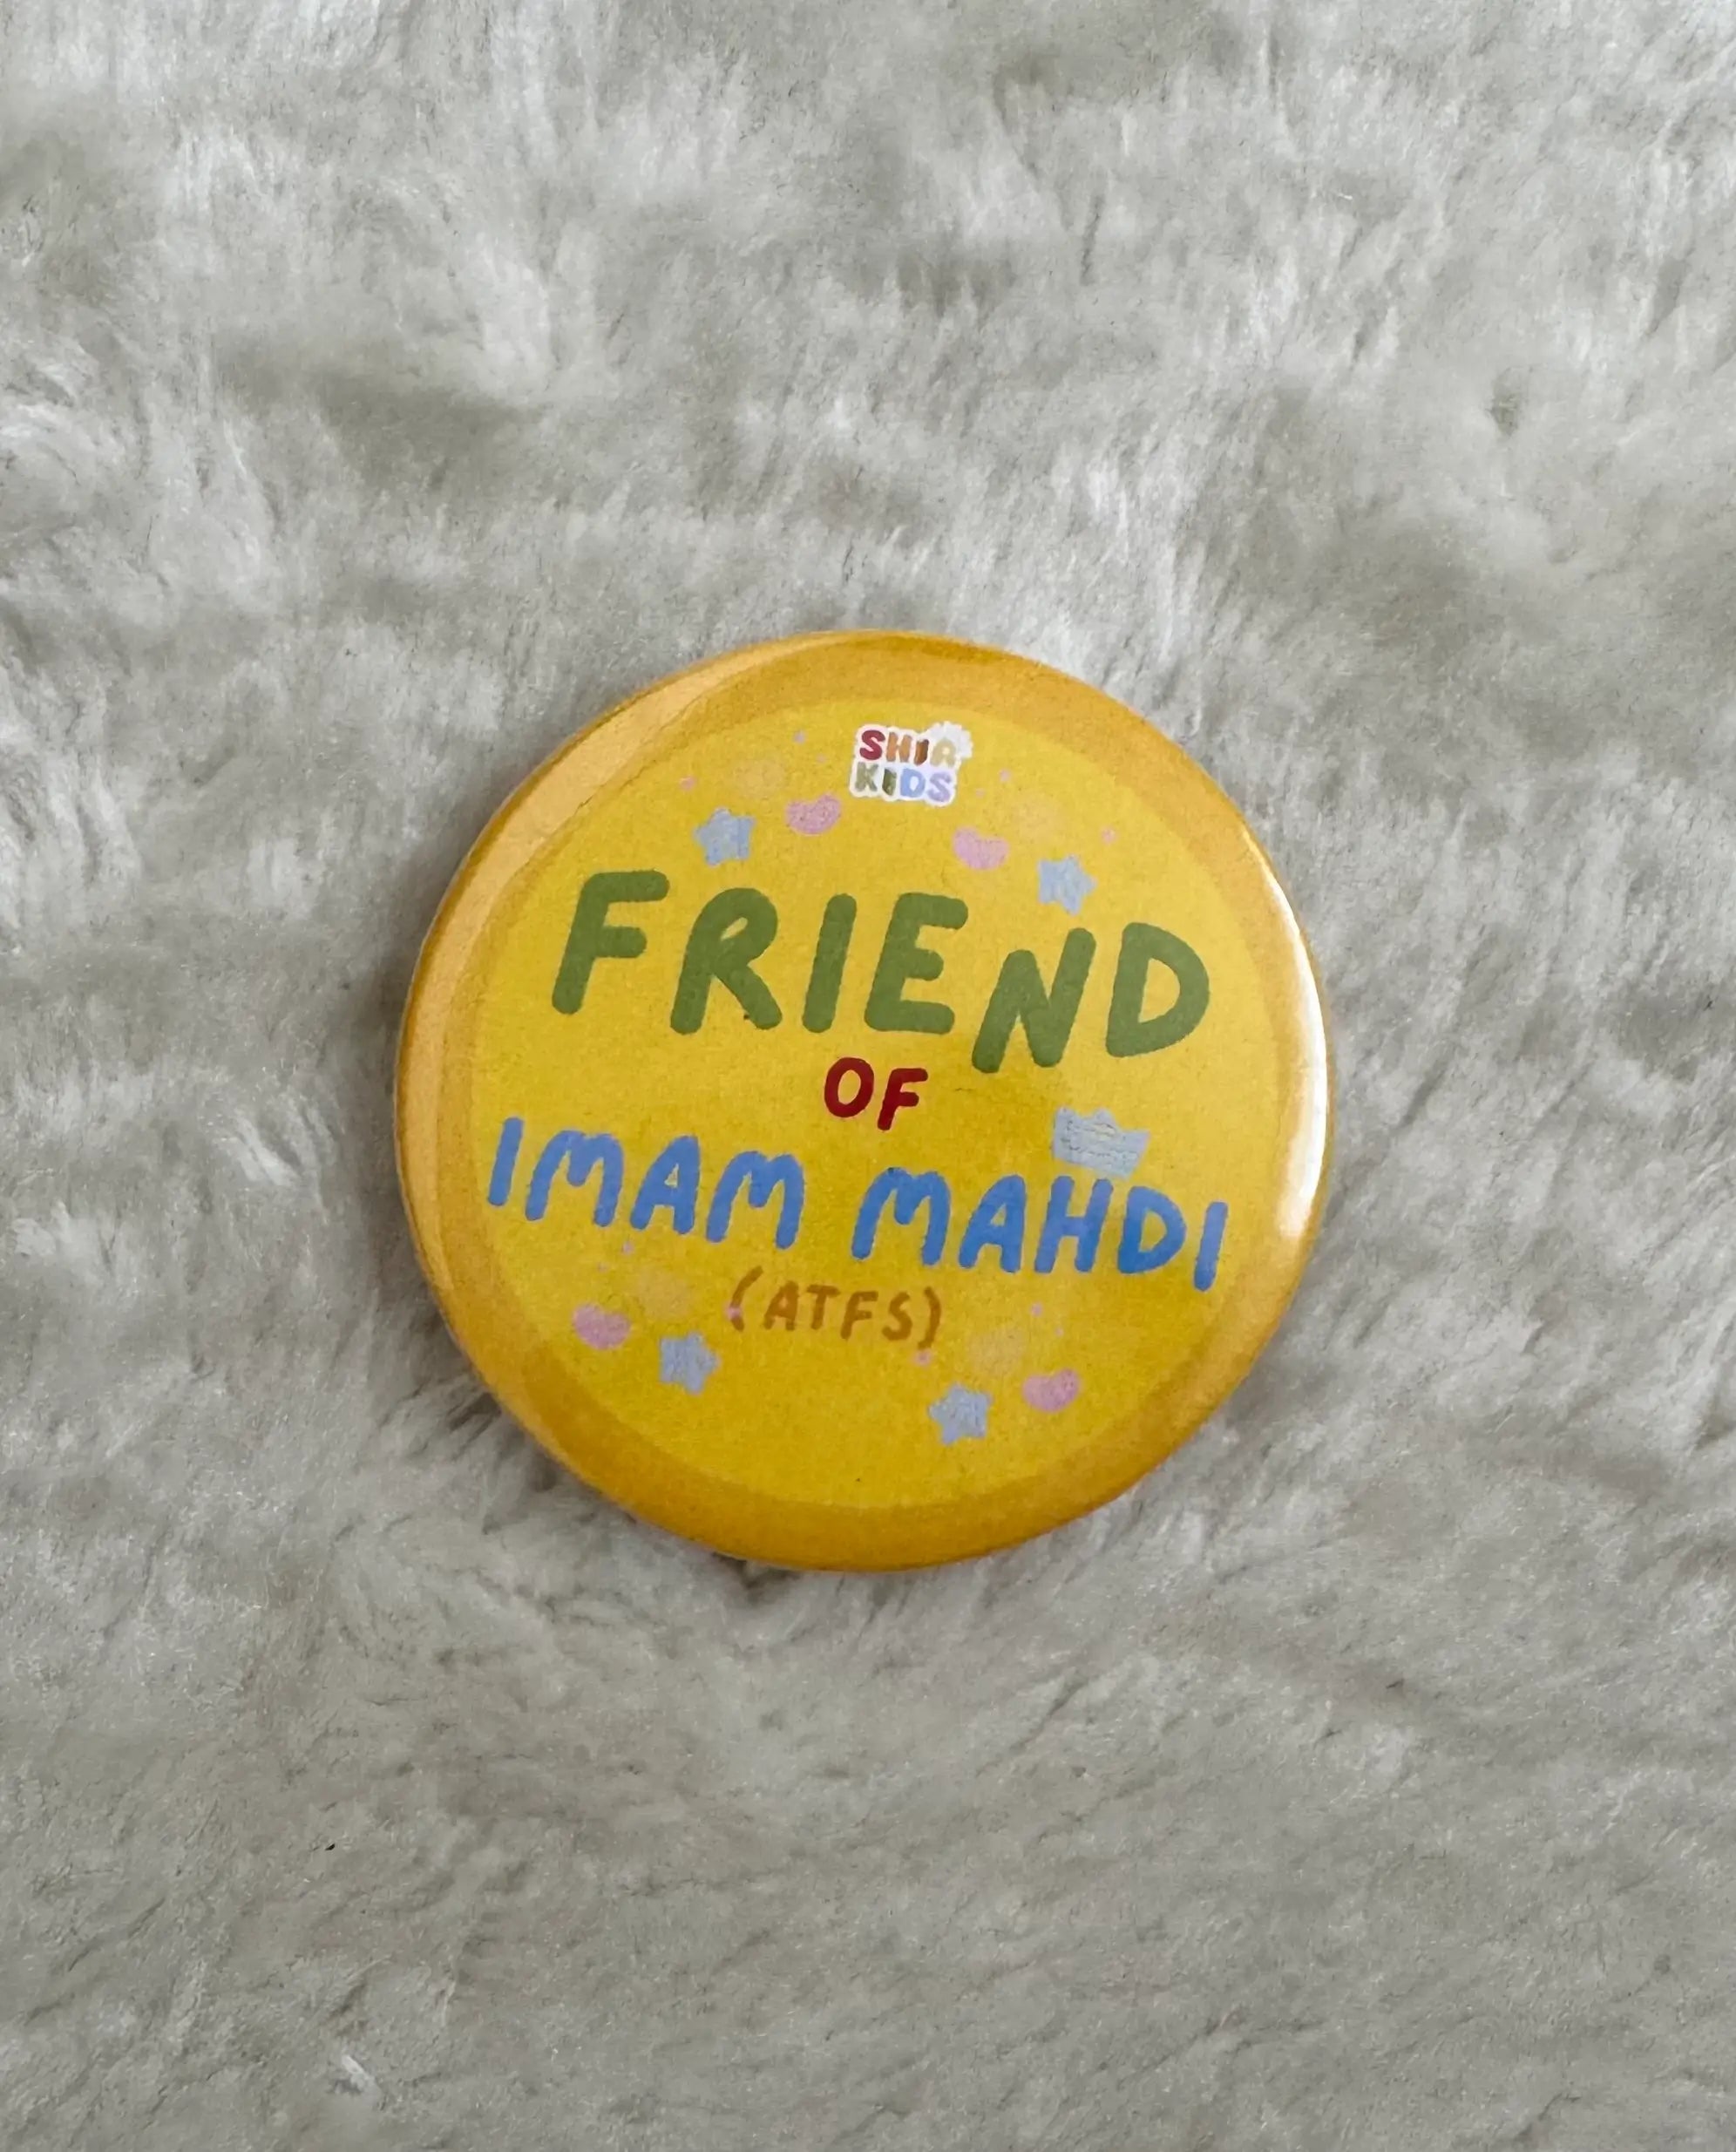 SHIA
KIDS
FRIEND
OF
IMAM MAHDI
(ATFS)